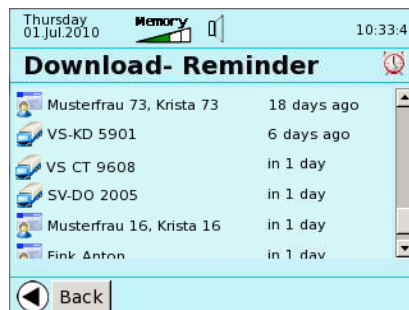 Thursday
01.Jul.2010 Memory 10:33:4
Download- Reminder
Musterfrau 73, Krista 73 18 days ago
VS-KD 5901 6 days ago
VS CT 9608 in 1 day
SV-DO 2005 in 1 day
Musterfrau 16, Krista 16 in 1 day
Fink Anton in 1 day
Back